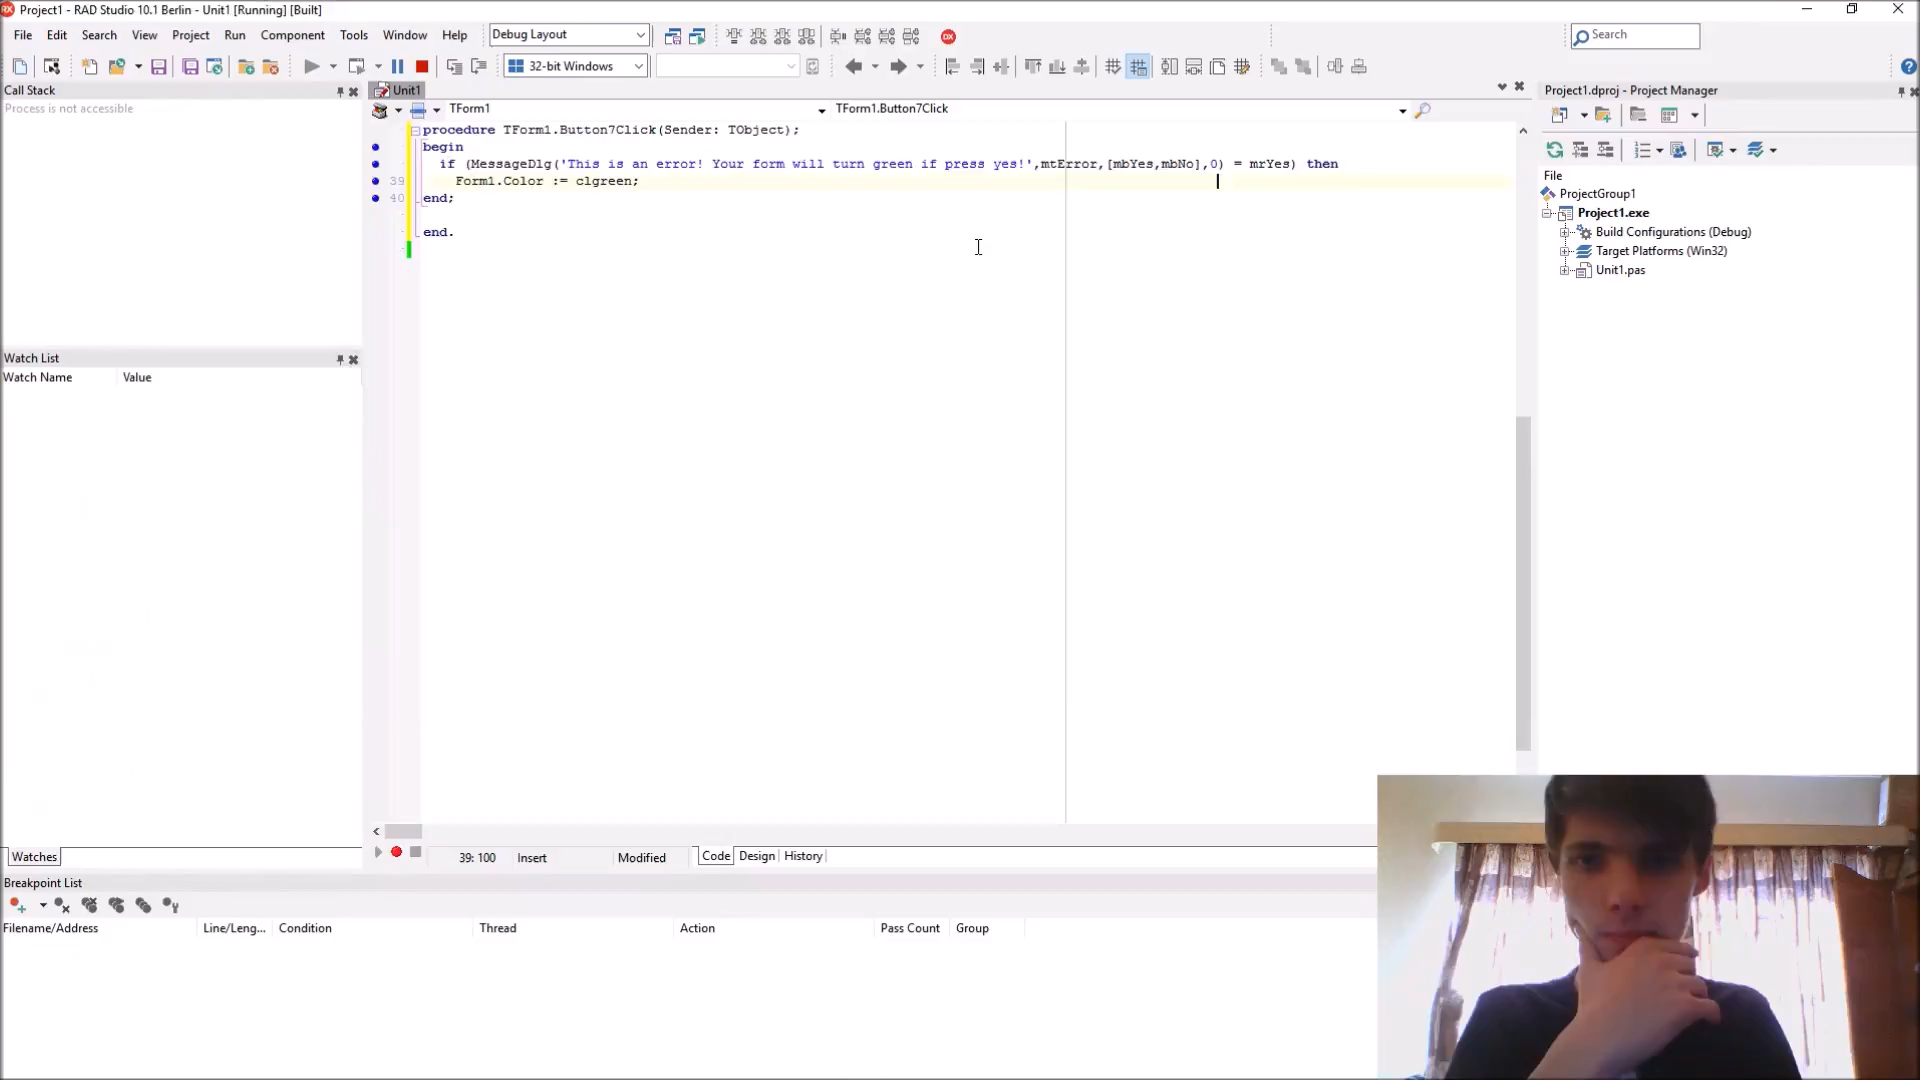 Project1 - RAD Studio 10.1 Berlin - Unit1 [Running] [Built]
File Edit Search View Project Run Component Tools Window Help Debug Layout Search
32-bit Windows
Call Stack
Process is not accessible
Unit1
TForm1 TForm1.Button7Click
procedure TForm1.Button7Click(Sender: TObject);
begin
if (MessageDlg('This is an error! Your form will turn green if press yes!',mtError,[mbYes,mbNo],0) = mrYes) then
39 Form1.Color := clgreen;
40 end;
end.
Project1.dproj - Project Manager
File
ProjectGroup1
Project1.exe
Build Configurations (Debug)
Target Platforms (Win32)
Unit1.pas
Watch List
Watch Name Value
Watches
39: 100 Insert Modified Code Design History
Breakpoint List
Filename/Address Line/Leng... Condition Thread Action Pass Count Group